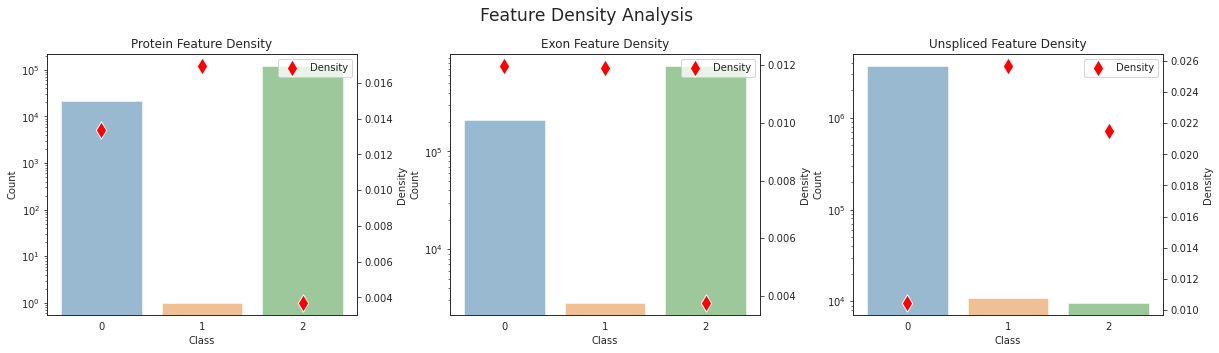 Feature Density Analysis
Protein Feature Density
10^5
10^4
10^3
10^2
10^1
10^0
Count
0.016
0.014
0.012
0.010
0.008
0.006
0.004
Density
Density
0
1
2
Class
Exon Feature Density
10^5
10^4
Count
0.012
0.010
0.008
0.006
0.004
Density
Density
0
1
2
Class
Unspliced Feature Density
10^6
10^5
10^4
Count
0.026
0.024
0.022
0.020
0.018
0.016
0.014
0.012
0.010
Density
Density
0
1
2
Class